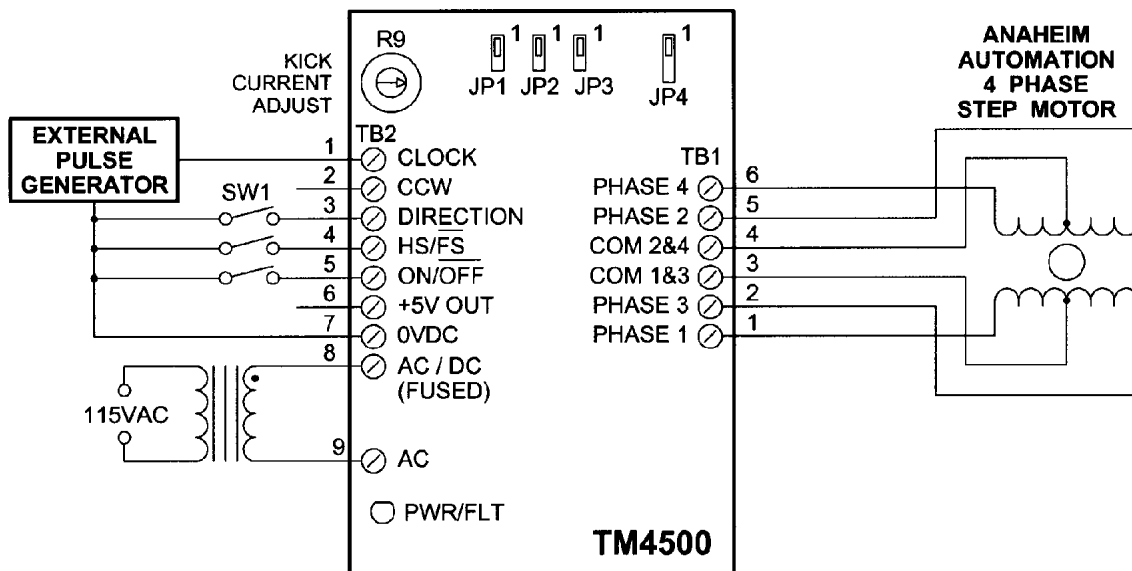 R9
KICK
CURRENT
ADJUST
1
1
1
1
JP1
JP2
JP3
JP4
ANAHEIM
AUTOMATION
4 PHASE
STEP MOTOR
EXTERNAL
PULSE
GENERATOR
SW1
TB2
1 CLOCK
2 CCW
3 DIRECTION
4 HS/F̅S̅
5 ON/O̅F̅F̅
6 +5V OUT
7 0VDC
8 AC / DC
(FUSED)
9 AC
115VAC
PWR/FLT
TB1
PHASE 4 6
PHASE 2 5
COM 2&4 4
COM 1&3 3
PHASE 3 2
PHASE 1 1
TM4500